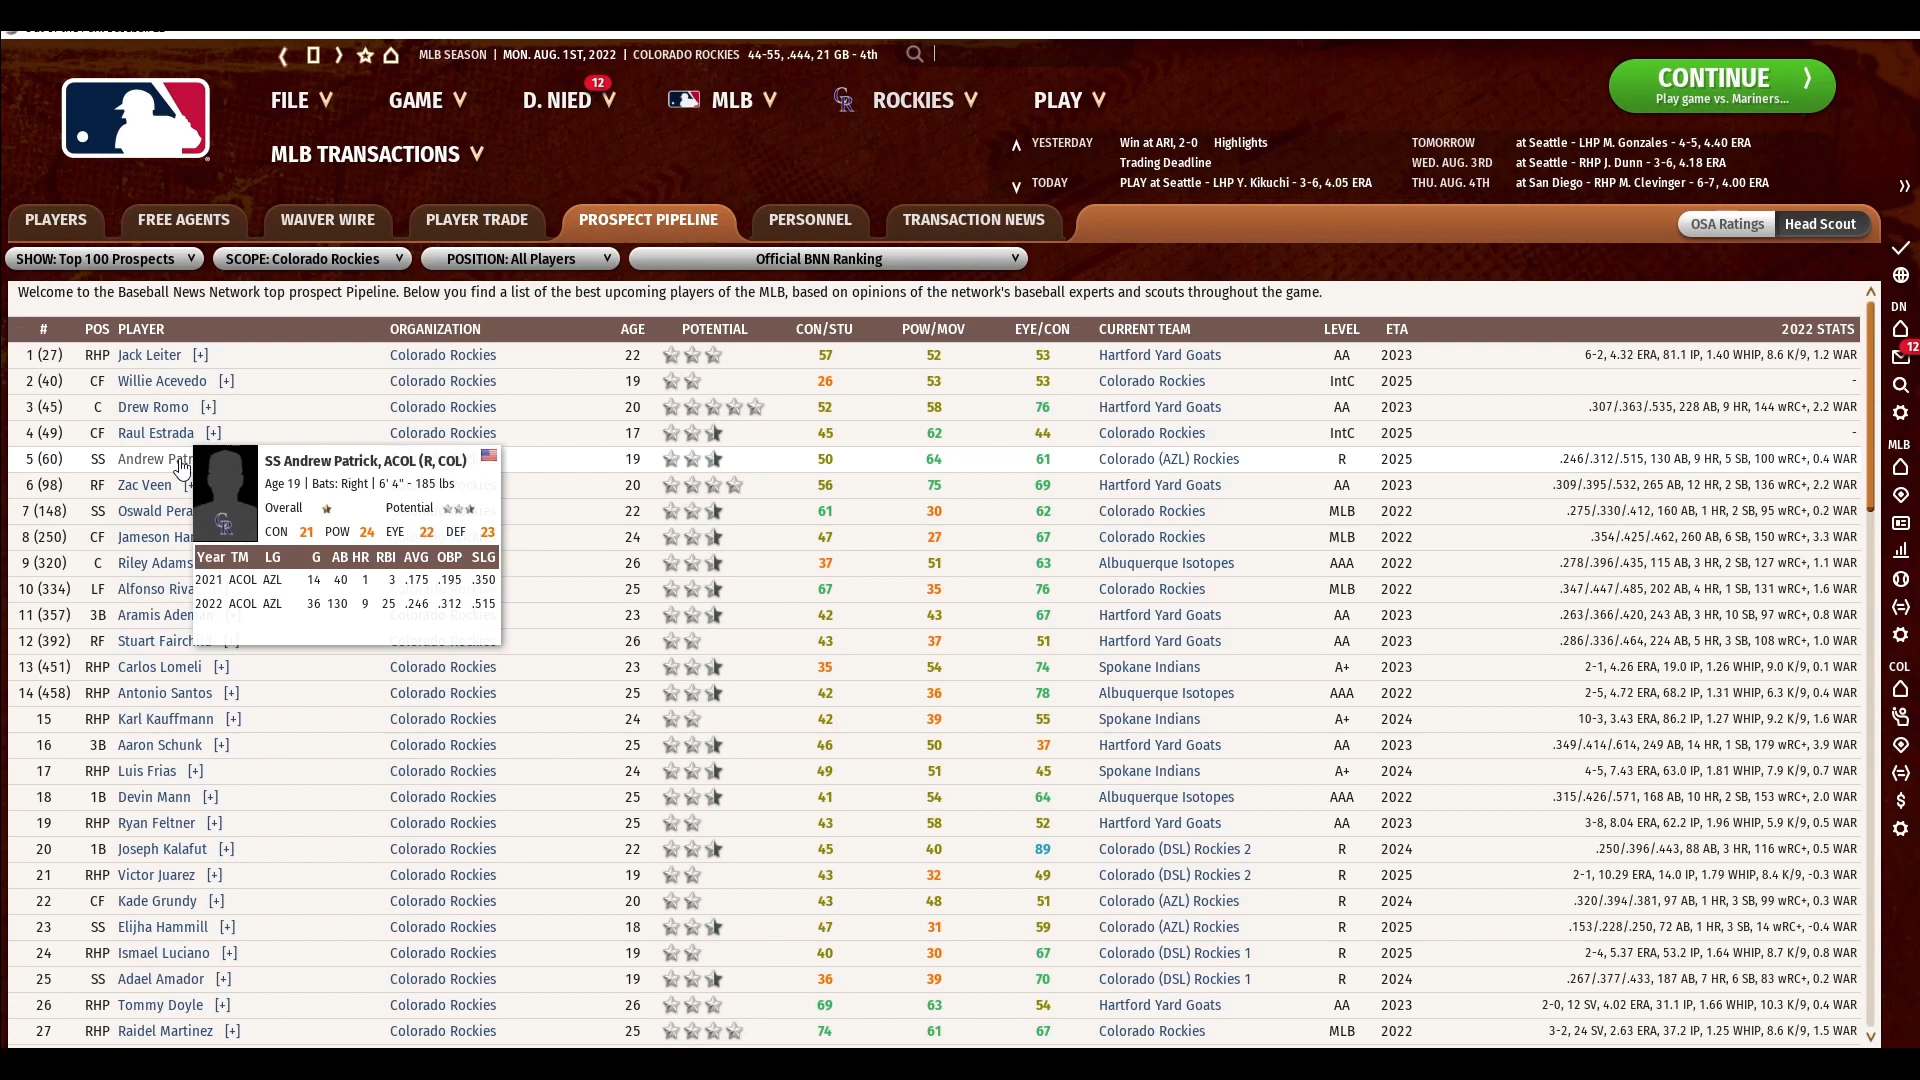 MLB SEASON | MON. AUG. 1ST, 2022 | COLORADO ROCKIES 44-55, .444, 21 GB - 4th
FILE GAME D. NIED 12 MLB ROCKIES PLAY
CONTINUE
Play game vs. Mariners...
MLB TRANSACTIONS
YESTERDAY Win at ARI, 2-0 Highlights TOMORROW at Seattle - LHP M. Gonzales - 4-5, 4.40 ERA
Trading Deadline WED. AUG. 3RD at Seattle - RHP J. Dunn - 3-6, 4.18 ERA
TODAY PLAY at Seattle - LHP Y. Kikuchi - 3-6, 4.05 ERA THU. AUG. 4TH at San Diego - RHP M. Clevinger - 6-7, 4.00 ERA
PLAYERS FREE AGENTS WAIVER WIRE PLAYER TRADE PROSPECT PIPELINE PERSONNEL TRANSACTION NEWS OSA Ratings Head Scout
SHOW: Top 100 Prospects SCOPE: Colorado Rockies POSITION: All Players Official BNN Ranking
Welcome to the Baseball News Network top prospect Pipeline. Below you find a list of the best upcoming players of the MLB, based on opinions of the network's baseball experts and scouts throughout the game.
# POS PLAYER ORGANIZATION AGE POTENTIAL CON/STU POW/MOV EYE/CON CURRENT TEAM LEVEL ETA 2022 STATS
1 (27) RHP Jack Leiter [+] Colorado Rockies 22 57 52 53 Hartford Yard Goats AA 2023 6-2, 4.32 ERA, 81.1 IP, 1.40 WHIP, 8.6 K/9, 1.2 WAR
2 (40) CF Willie Acevedo [+] Colorado Rockies 19 26 53 53 Colorado Rockies IntC 2025 -
3 (45) C Drew Romo [+] Colorado Rockies 20 52 58 76 Hartford Yard Goats AA 2023 .307/.363/.535, 228 AB, 9 HR, 144 wRC+, 2.2 WAR
4 (49) CF Raul Estrada [+] Colorado Rockies 17 45 62 44 Colorado Rockies IntC 2025 -
5 (60) SS Andrew Patr 19 50 64 61 Colorado (AZL) Rockies R 2025 .246/.312/.515, 130 AB, 9 HR, 5 SB, 100 wRC+, 0.4 WAR
6 (98) RF Zac Veen 20 56 75 69 Hartford Yard Goats AA 2023 .309/.395/.532, 265 AB, 12 HR, 2 SB, 136 wRC+, 2.2 WAR
7 (148) SS Oswald Pera 22 61 30 62 Colorado Rockies MLB 2022 .275/.330/.412, 160 AB, 1 HR, 2 SB, 95 wRC+, 0.2 WAR
8 (250) CF Jameson Ha 24 47 27 67 Colorado Rockies MLB 2022 .354/.425/.462, 260 AB, 6 SB, 150 wRC+, 3.3 WAR
9 (320) C Riley Adams 26 37 51 63 Albuquerque Isotopes AAA 2022 .278/.396/.435, 115 AB, 3 HR, 2 SB, 127 wRC+, 1.1 WAR
10 (334) LF Alfonso Riva 25 67 35 76 Colorado Rockies MLB 2022 .347/.447/.485, 202 AB, 4 HR, 1 SB, 131 wRC+, 1.6 WAR
11 (357) 3B Aramis Ademan 23 42 43 67 Hartford Yard Goats AA 2023 .263/.366/.420, 243 AB, 3 HR, 10 SB, 97 wRC+, 0.8 WAR
12 (392) RF Stuart Fairchild 26 43 37 51 Hartford Yard Goats AA 2023 .286/.336/.464, 224 AB, 5 HR, 3 SB, 108 wRC+, 1.0 WAR
SS Andrew Patrick, ACOL (R, COL)
Age 19 | Bats: Right | 6' 4" - 185 lbs
Overall Potential
CON 21 POW 24 EYE 22 DEF 23
Year TM LG G AB HR RBI AVG OBP SLG
2021 ACOL AZL 14 40 1 3 .175 .195 .350
2022 ACOL AZL 36 130 9 25 .246 .312 .515
13 (451) RHP Carlos Lomeli [+] Colorado Rockies 23 35 54 74 Spokane Indians A+ 2023 2-1, 4.26 ERA, 19.0 IP, 1.26 WHIP, 9.0 K/9, 0.1 WAR
14 (458) RHP Antonio Santos [+] Colorado Rockies 25 42 36 78 Albuquerque Isotopes AAA 2022 2-5, 4.72 ERA, 68.2 IP, 1.31 WHIP, 6.3 K/9, 0.4 WAR
15 RHP Karl Kauffmann [+] Colorado Rockies 24 42 39 55 Spokane Indians A+ 2024 10-3, 3.43 ERA, 86.2 IP, 1.27 WHIP, 9.2 K/9, 1.6 WAR
16 3B Aaron Schunk [+] Colorado Rockies 25 46 50 37 Hartford Yard Goats AA 2023 .349/.414/.614, 249 AB, 14 HR, 1 SB, 179 wRC+, 3.9 WAR
17 RHP Luis Frias [+] Colorado Rockies 24 49 51 45 Spokane Indians A+ 2024 4-5, 7.43 ERA, 63.0 IP, 1.81 WHIP, 7.9 K/9, 0.7 WAR
18 1B Devin Mann [+] Colorado Rockies 25 41 54 64 Albuquerque Isotopes AAA 2022 .315/.426/.571, 168 AB, 10 HR, 2 SB, 153 wRC+, 2.0 WAR
19 RHP Ryan Feltner [+] Colorado Rockies 25 43 58 52 Hartford Yard Goats AA 2023 3-8, 8.04 ERA, 62.2 IP, 1.96 WHIP, 5.9 K/9, 0.5 WAR
20 1B Joseph Kalafut [+] Colorado Rockies 22 45 40 89 Colorado (DSL) Rockies 2 R 2024 .250/.396/.443, 88 AB, 3 HR, 116 wRC+, 0.5 WAR
21 RHP Victor Juarez [+] Colorado Rockies 19 43 32 49 Colorado (DSL) Rockies 2 R 2025 2-1, 10.29 ERA, 14.0 IP, 1.79 WHIP, 8.4 K/9, -0.3 WAR
22 CF Kade Grundy [+] Colorado Rockies 20 43 48 51 Colorado (AZL) Rockies R 2024 .320/.394/.381, 97 AB, 1 HR, 3 SB, 99 wRC+, 0.3 WAR
23 SS Elijha Hammill [+] Colorado Rockies 18 47 31 59 Colorado (AZL) Rockies R 2025 .153/.228/.250, 72 AB, 1 HR, 3 SB, 14 wRC+, -0.4 WAR
24 RHP Ismael Luciano [+] Colorado Rockies 19 40 30 67 Colorado (DSL) Rockies 1 R 2025 2-4, 5.37 ERA, 53.2 IP, 1.64 WHIP, 8.7 K/9, 0.8 WAR
25 SS Adael Amador [+] Colorado Rockies 19 36 39 70 Colorado (DSL) Rockies 1 R 2024 .267/.377/.433, 187 AB, 7 HR, 6 SB, 83 wRC+, 0.2 WAR
26 RHP Tommy Doyle [+] Colorado Rockies 26 69 63 54 Hartford Yard Goats AA 2023 2-0, 12 SV, 4.02 ERA, 31.1 IP, 1.66 WHIP, 10.3 K/9, 0.4 WAR
27 RHP Raidel Martinez [+] Colorado Rockies 25 74 61 67 Colorado Rockies MLB 2022 3-2, 24 SV, 2.63 ERA, 37.2 IP, 1.25 WHIP, 8.6 K/9, 1.5 WAR
DN
12
MLB
COL